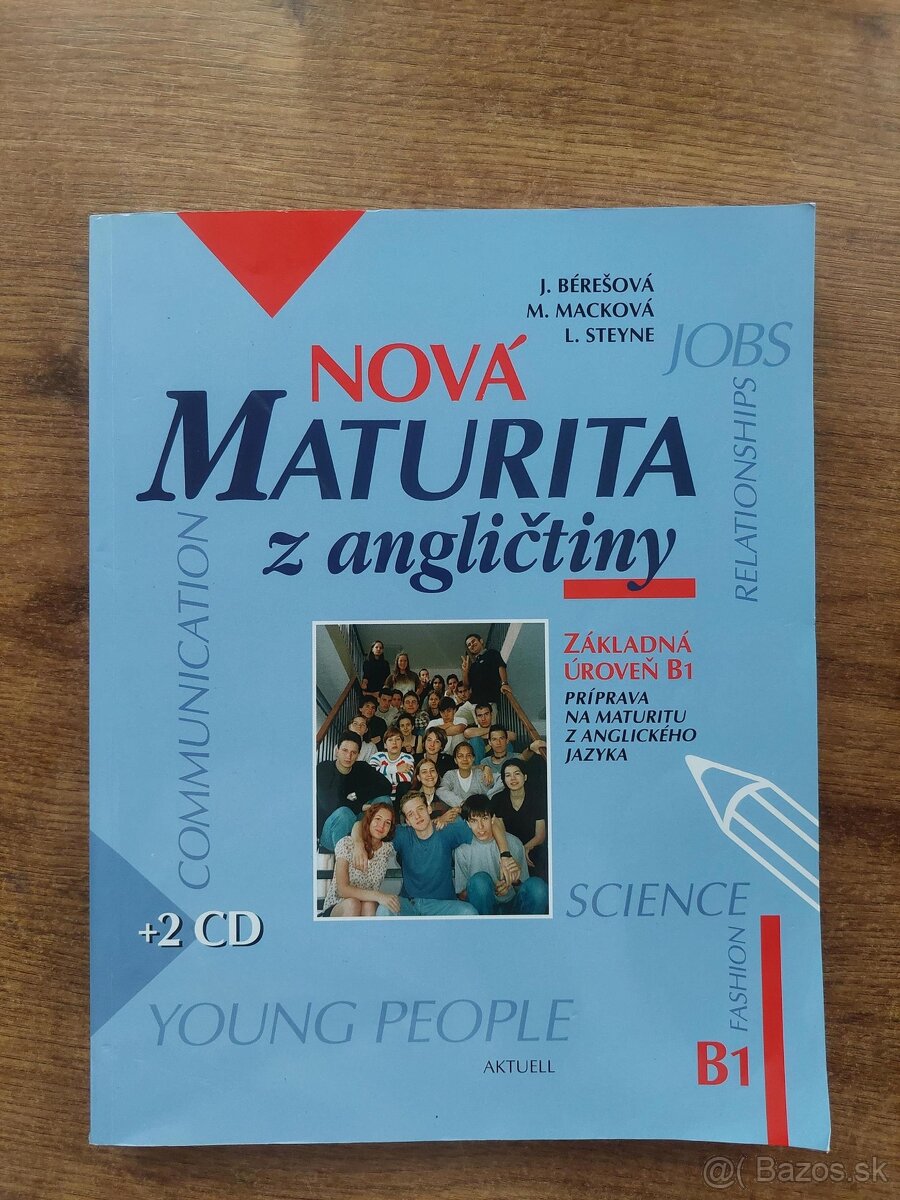 J. BÉREŠOVÁ
M. MACKOVÁ
L. STEYNE
JOBS
RELATIONSHIPS
NOVÁ
MATURITA
z angličtiny
COMMUNICATION
ZÁKLADNÁ
ÚROVEŇ B1
PRÍPRAVA
NA MATURITU
Z ANGLICKÉHO
JAZYKA
SCIENCE
+2 CD
FASHION
YOUNG PEOPLE
AKTUELL
B1
@( Bazos.sk